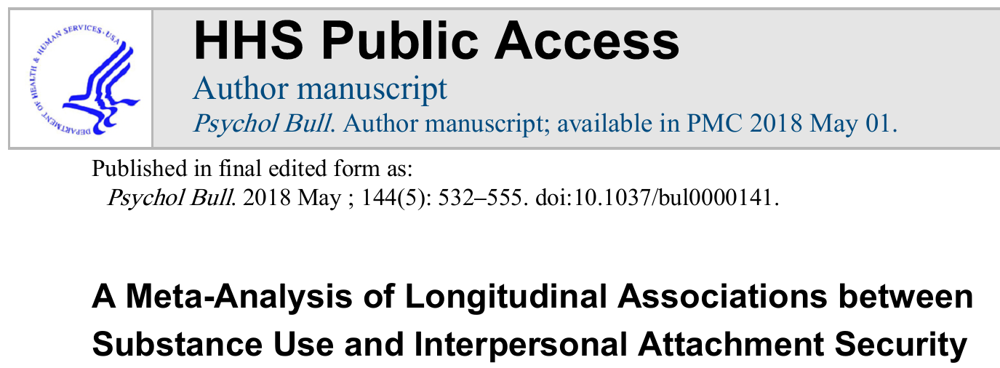 DEPARTMENT OF HEALTH & HUMAN SERVICES·USA
HHS Public Access
Author manuscript
Psychol Bull. Author manuscript; available in PMC 2018 May 01.
Published in final edited form as:
Psychol Bull. 2018 May ; 144(5): 532–555. doi:10.1037/bul0000141.
A Meta-Analysis of Longitudinal Associations between
Substance Use and Interpersonal Attachment Security